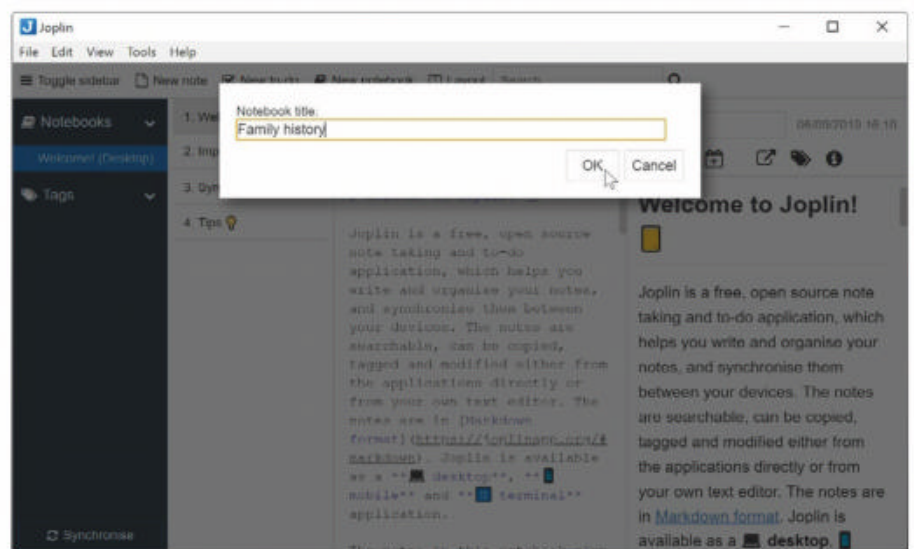 Joplin
File Edit View Tools Help
Toggle sidebar New note New to-do New notebook Layout Search
Notebook title:
Family history
OK Cancel
Notebooks
Welcome! (Desktop)
Tags
Synchronise
1. Wel
2. Imp
3. Syn
4. Tips
Joplin is a free, open source
note taking and to-do
application, which helps you
write and organise your notes,
and synchronise them between
your devices. The notes are
searchable, can be copied,
tagged and modified either from
the applications directly or
from your own text editor. The
notes are in [Markdown
format](https://joplinapp.org/#
markdown). Joplin is available
as a **💻 desktop**, **📱
mobile** and ** terminal**
application.
06/09/2019 16:10
Welcome to Joplin!
Joplin is a free, open source note
taking and to-do application, which
helps you write and organise your
notes, and synchronise them
between your devices. The notes
are searchable, can be copied,
tagged and modified either from
the applications directly or from
your own text editor. The notes are
in Markdown format. Joplin is
available as a 💻 desktop, 📱